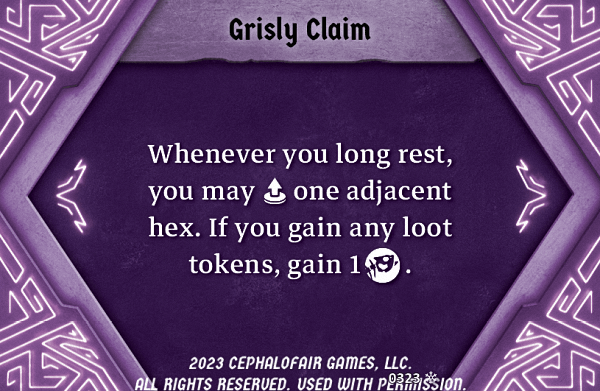 Grisly Claim
Whenever you long rest,
you may one adjacent
hex. If you gain any loot
tokens, gain 1 .
2023 CEPHALOFAIR GAMES, LLC.
0323
ALL RIGHTS RESERVED. USED WITH PERMISSION.